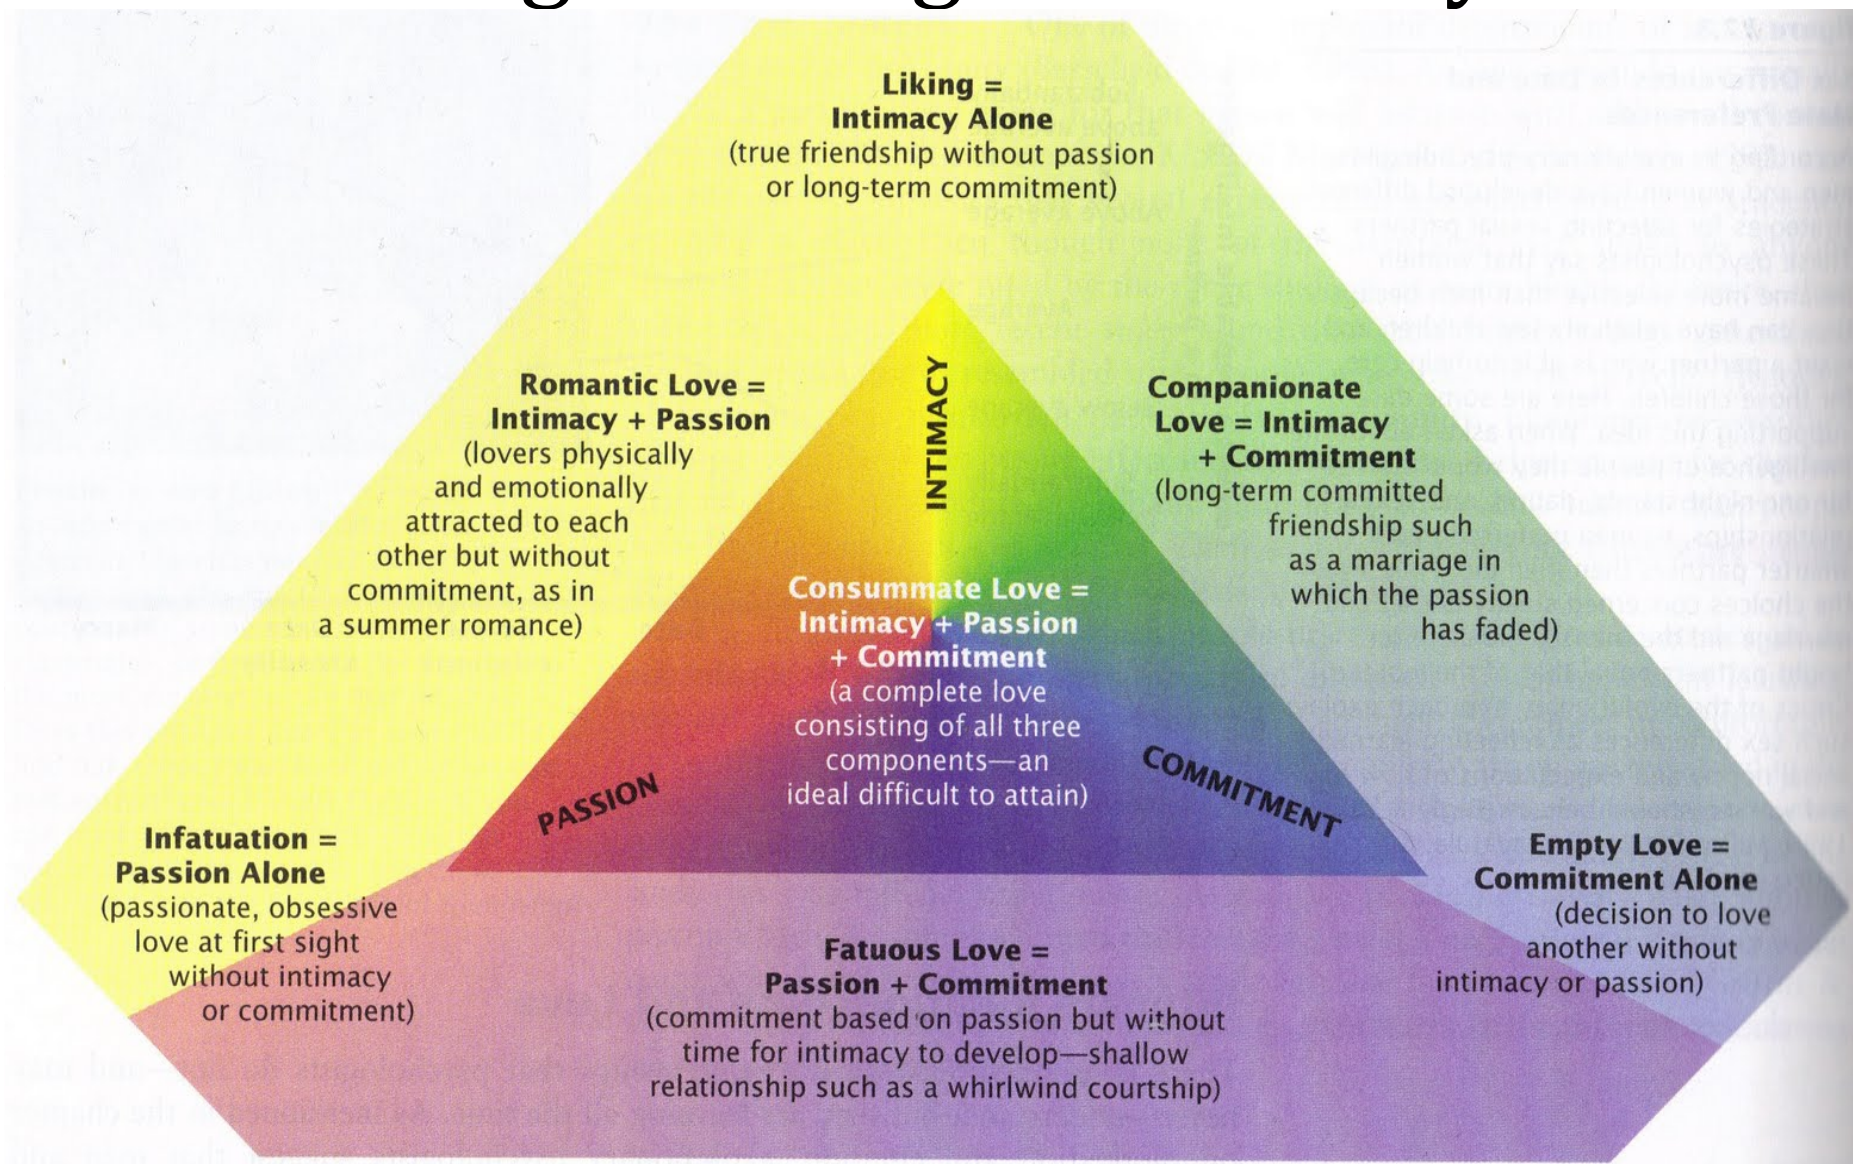 Liking =
Intimacy Alone
(true friendship without passion
or long-term commitment)
Romantic Love =
Intimacy + Passion
(lovers physically
and emotionally
attracted to each
other but without
commitment, as in
a summer romance)
INTIMACY
Companionate
Love = Intimacy
+ Commitment
(long-term committed
friendship such
as a marriage in
which the passion
has faded)
Consummate Love =
Intimacy + Passion
+ Commitment
(a complete love
consisting of all three
components—an
ideal difficult to attain)
PASSION
COMMITMENT
Infatuation =
Passion Alone
(passionate, obsessive
love at first sight
without intimacy
or commitment)
Empty Love =
Commitment Alone
(decision to love
another without
intimacy or passion)
Fatuous Love =
Passion + Commitment
(commitment based on passion but without
time for intimacy to develop—shallow
relationship such as a whirlwind courtship)